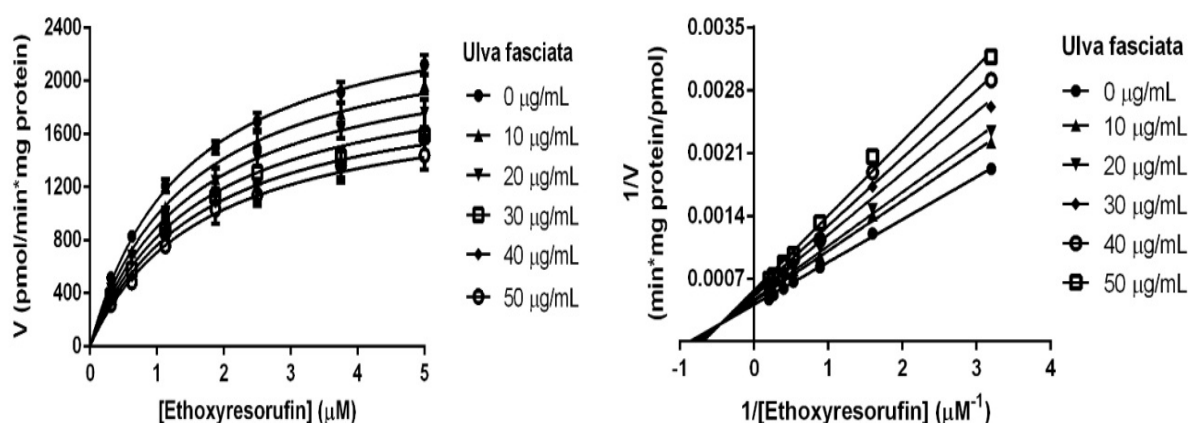 2400
2000
1600
1200
800
400
0
V (pmol/min*mg protein)
0 1 2 3 4 5
[Ethoxyresorufin] (μM)
Ulva fasciata
0 μg/mL
10 μg/mL
20 μg/mL
30 μg/mL
40 μg/mL
50 μg/mL
0.0035
0.0028
0.0021
0.0014
0.0007
1/V
(min*mg protein/pmol)
-1 0 1 2 3 4
1/[Ethoxyresorufin] (μM⁻¹)
Ulva fasciata
0 μg/mL
10 μg/mL
20 μg/mL
30 μg/mL
40 μg/mL
50 μg/mL